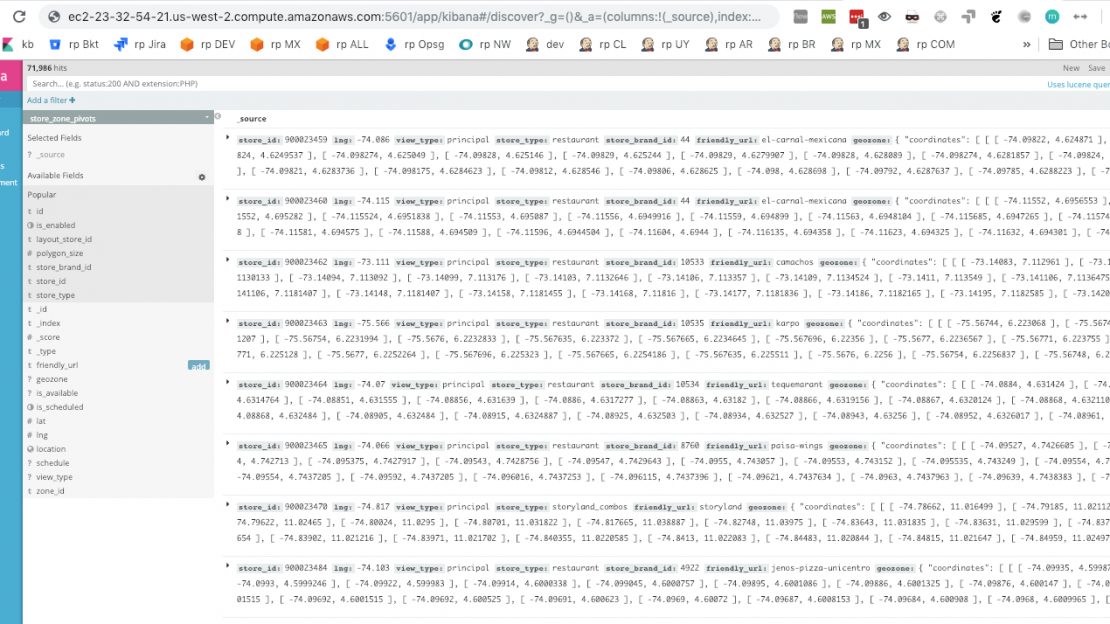 ec2-23-32-54-21.us-west-2.compute.amazonaws.com:5601/app/kibana#/discover?_g=()&_a=(columns:!(_source),index:...
kb rp Bkt rp Jira rp DEV rp MX rp ALL rp Opsg rp NW dev rp CL rp UY rp AR rp BR rp MX rp COM » Other Bo
71,986 hits New Save
Search... (e.g. status:200 AND extension:PHP) Uses lucene quer
Add a filter +
store_zone_pivots
Selected Fields
? _source
Available Fields
Popular
t id
is_enabled
t layout_store_id
# polygon_size
t store_brand_id
t store_id
t store_type
t _id
t _index
# _score
t _type
t friendly_url add
? geozone
? is_available
is_scheduled
# lat
# lng
location
? schedule
? view_type
t zone_id
_source
store_id: 900023459 lng: -74.086 view_type: principal store_type: restaurant store_brand_id: 44 friendly_url: el-carnal-mexicana geozone: { "coordinates": [ [ [ -74.09822, 4.624871 ],
824, 4.6249537 ], [ -74.098274, 4.625049 ], [ -74.09828, 4.625146 ], [ -74.09829, 4.625244 ], [ -74.09829, 4.6279907 ], [ -74.09828, 4.628089 ], [ -74.098274, 4.6281857 ], [ -74.09824,
], [ -74.09821, 4.6283736 ], [ -74.098175, 4.6284623 ], [ -74.09812, 4.628546 ], [ -74.09806, 4.628625 ], [ -74.098, 4.628698 ], [ -74.09792, 4.6287637 ], [ -74.09785, 4.6288223 ], [ -74.
store_id: 900023460 lng: -74.115 view_type: principal store_type: restaurant store_brand_id: 44 friendly_url: el-carnal-mexicana geozone: { "coordinates": [ [ [ -74.11552, 4.6956553 ],
1552, 4.695282 ], [ -74.115524, 4.6951838 ], [ -74.11553, 4.695087 ], [ -74.11556, 4.6949916 ], [ -74.11559, 4.694899 ], [ -74.11563, 4.6948104 ], [ -74.115685, 4.6947265 ], [ -74.1157
8 ], [ -74.11581, 4.694575 ], [ -74.11588, 4.694509 ], [ -74.11596, 4.6944504 ], [ -74.11604, 4.6944 ], [ -74.116135, 4.694358 ], [ -74.11623, 4.694325 ], [ -74.11632, 4.694301 ], [ -74.
store_id: 900023462 lng: -73.111 view_type: principal store_type: restaurant store_brand_id: 10533 friendly_url: camachos geozone: { "coordinates": [ [ [ -73.14083, 7.112961 ], [ -73.1
1130133 ], [ -73.14094, 7.113092 ], [ -73.14099, 7.113176 ], [ -73.14103, 7.1132646 ], [ -73.14106, 7.113357 ], [ -73.14109, 7.1134524 ], [ -73.1411, 7.113549 ], [ -73.141106, 7.1136475
141106, 7.1181407 ], [ -73.14148, 7.1181407 ], [ -73.14158, 7.1181455 ], [ -73.14168, 7.11816 ], [ -73.14177, 7.1181836 ], [ -73.14186, 7.1182165 ], [ -73.14195, 7.1182585 ], [ -73.1420
store_id: 900023463 lng: -75.566 view_type: principal store_type: restaurant store_brand_id: 10535 friendly_url: karpo geozone: { "coordinates": [ [ [ -75.56744, 6.223068 ], [ -75.5674
1207 ], [ -75.56754, 6.2231994 ], [ -75.5676, 6.2232833 ], [ -75.567635, 6.223372 ], [ -75.567665, 6.2234645 ], [ -75.567696, 6.22356 ], [ -75.5677, 6.2236567 ], [ -75.56771, 6.223755 ]
771, 6.225128 ], [ -75.5677, 6.2252264 ], [ -75.567696, 6.225323 ], [ -75.567665, 6.2254186 ], [ -75.567635, 6.225511 ], [ -75.5676, 6.2256 ], [ -75.56754, 6.2256837 ], [ -75.56748, 6.2
store_id: 900023464 lng: -74.07 view_type: principal store_type: restaurant store_brand_id: 10534 friendly_url: tequemarant geozone: { "coordinates": [ [ [ -74.0884, 4.631424 ], [ -74.
4.6314764 ], [ -74.08851, 4.631555 ], [ -74.08856, 4.631639 ], [ -74.0886, 4.6317277 ], [ -74.08863, 4.63182 ], [ -74.08866, 4.6319156 ], [ -74.08867, 4.6320124 ], [ -74.08868, 4.632110
4.08868, 4.632484 ], [ -74.08905, 4.632484 ], [ -74.08915, 4.6324887 ], [ -74.08925, 4.632503 ], [ -74.08934, 4.632527 ], [ -74.08943, 4.63256 ], [ -74.08952, 4.6326017 ], [ -74.08961,
store_id: 900023465 lng: -74.066 view_type: principal store_type: restaurant store_brand_id: 8760 friendly_url: paisa-wings geozone: { "coordinates": [ [ [ -74.09527, 4.7426605 ], [ -7
4, 4.742713 ], [ -74.095375, 4.7427917 ], [ -74.09543, 4.7428756 ], [ -74.09547, 4.7429643 ], [ -74.0955, 4.743057 ], [ -74.09553, 4.743152 ], [ -74.095535, 4.743249 ], [ -74.09554, 4.7
-74.09554, 4.7437205 ], [ -74.09592, 4.7437205 ], [ -74.096016, 4.7437253 ], [ -74.096115, 4.7437396 ], [ -74.09621, 4.7437634 ], [ -74.0963, 4.7437963 ], [ -74.09639, 4.7438383 ], [ -
store_id: 900023470 lng: -74.817 view_type: principal store_type: storyland_combos friendly_url: storyland geozone: { "coordinates": [ [ [ -74.78662, 11.016499 ], [ -74.79185, 11.02112
74.79622, 11.02465 ], [ -74.80024, 11.0295 ], [ -74.80701, 11.031822 ], [ -74.817665, 11.038887 ], [ -74.82748, 11.03975 ], [ -74.83643, 11.031835 ], [ -74.83631, 11.029599 ], [ -74.837
654 ], [ -74.83902, 11.021216 ], [ -74.83971, 11.021702 ], [ -74.840355, 11.0220585 ], [ -74.8413, 11.022083 ], [ -74.84483, 11.020844 ], [ -74.84815, 11.021647 ], [ -74.84959, 11.02497
store_id: 900023484 lng: -74.103 view_type: principal store_type: restaurant store_brand_id: 4922 friendly_url: jenos-pizza-unicentro geozone: { "coordinates": [ [ [ -74.09935, 4.59987
-74.0993, 4.5999246 ], [ -74.09922, 4.599983 ], [ -74.09914, 4.6000338 ], [ -74.099045, 4.6000757 ], [ -74.09895, 4.6001086 ], [ -74.09886, 4.6001325 ], [ -74.09876, 4.600147 ], [ -74.0
01515 ], [ -74.09692, 4.6001515 ], [ -74.09692, 4.600525 ], [ -74.09691, 4.600623 ], [ -74.0969, 4.60072 ], [ -74.09687, 4.6008153 ], [ -74.09684, 4.600908 ], [ -74.0968, 4.6009965 ], [